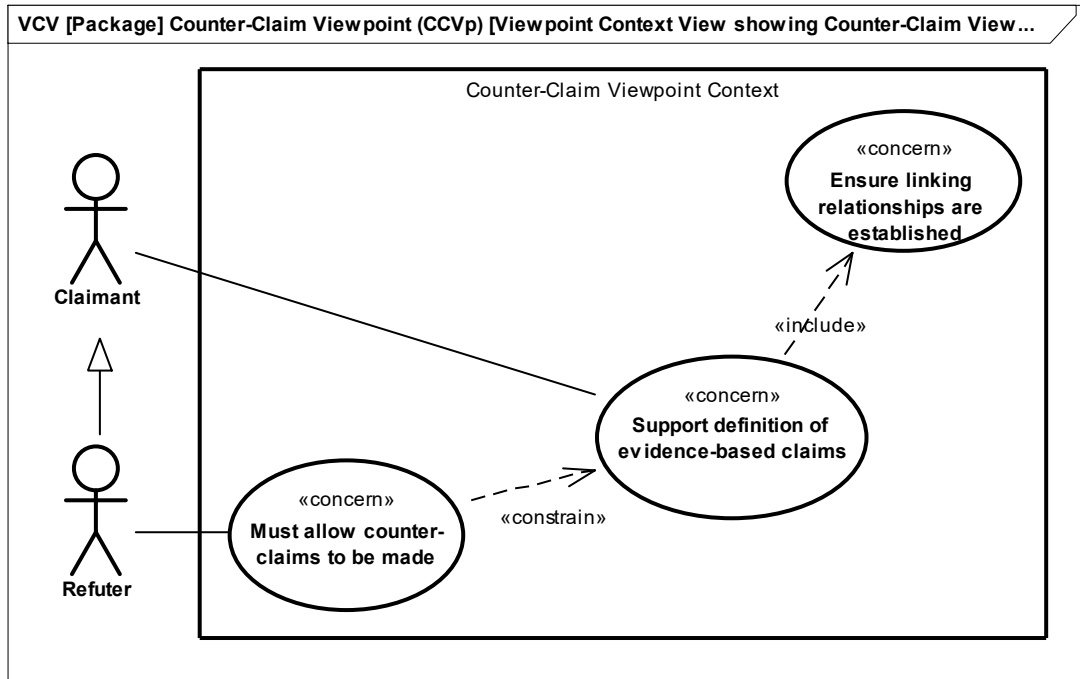 VCV [Package] Counter-Claim Viewpoint (CCVp) [Viewpoint Context View showing Counter-Claim View...
Counter-Claim Viewpoint Context
«concern»
Ensure linking
relationships are
established
Claimant
«include»
«concern»
Support definition of
evidence-based claims
«concern»
Must allow counter-
claims to be made
«constrain»
Refuter